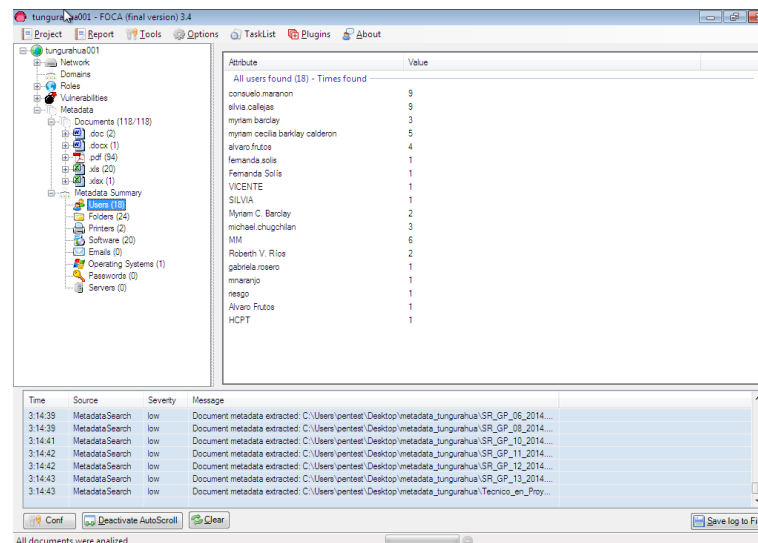 tungurahua001 - FOCA (final version) 3.4
Project Report Tools Options TaskList Plugins About
tungurahua001
Network
Domains
Roles
Vulnerabilities
Metadata
Documents (118/118)
.doc (2)
.docx (1)
.pdf (94)
.xls (20)
.xlsx (1)
Metadata Summary
Users (18)
Folders (24)
Printers (2)
Software (20)
Emails (0)
Operating Systems (1)
Passwords (0)
Servers (0)
Attribute Value
All users found (18) - Times found
consuelo.maranon 9
silvia.callejas 9
myriam barclay 3
myriam cecilia barklay calderon 5
alvaro.frutos 4
fernanda.solis 1
Fernanda Solís 1
VICENTE 1
SILVIA 1
Myriam C. Barclay 2
michael.chugchilan 3
MM 6
Roberth V. Ríos 2
gabriela.rosero 1
mnaranjo 1
riesgo 1
Alvaro Frutos 1
HCPT 1
Time Source Severity Message
3:14:39 MetadataSearch low Document metadata extracted: C:\Users\pentest\Desktop\metadata_tungurahua\SR_GP_06_2014....
3:14:39 MetadataSearch low Document metadata extracted: C:\Users\pentest\Desktop\metadata_tungurahua\SR_GP_08_2014....
3:14:41 MetadataSearch low Document metadata extracted: C:\Users\pentest\Desktop\metadata_tungurahua\SR_GP_10_2014....
3:14:42 MetadataSearch low Document metadata extracted: C:\Users\pentest\Desktop\metadata_tungurahua\SR_GP_11_2014....
3:14:42 MetadataSearch low Document metadata extracted: C:\Users\pentest\Desktop\metadata_tungurahua\SR_GP_12_2014....
3:14:43 MetadataSearch low Document metadata extracted: C:\Users\pentest\Desktop\metadata_tungurahua\SR_GP_13_2014....
3:14:43 MetadataSearch low Document metadata extracted: C:\Users\pentest\Desktop\metadata_tungurahua\Tecnico_en_Proy...
Conf Deactivate AutoScroll Clear Save log to Fi
All documents were analized